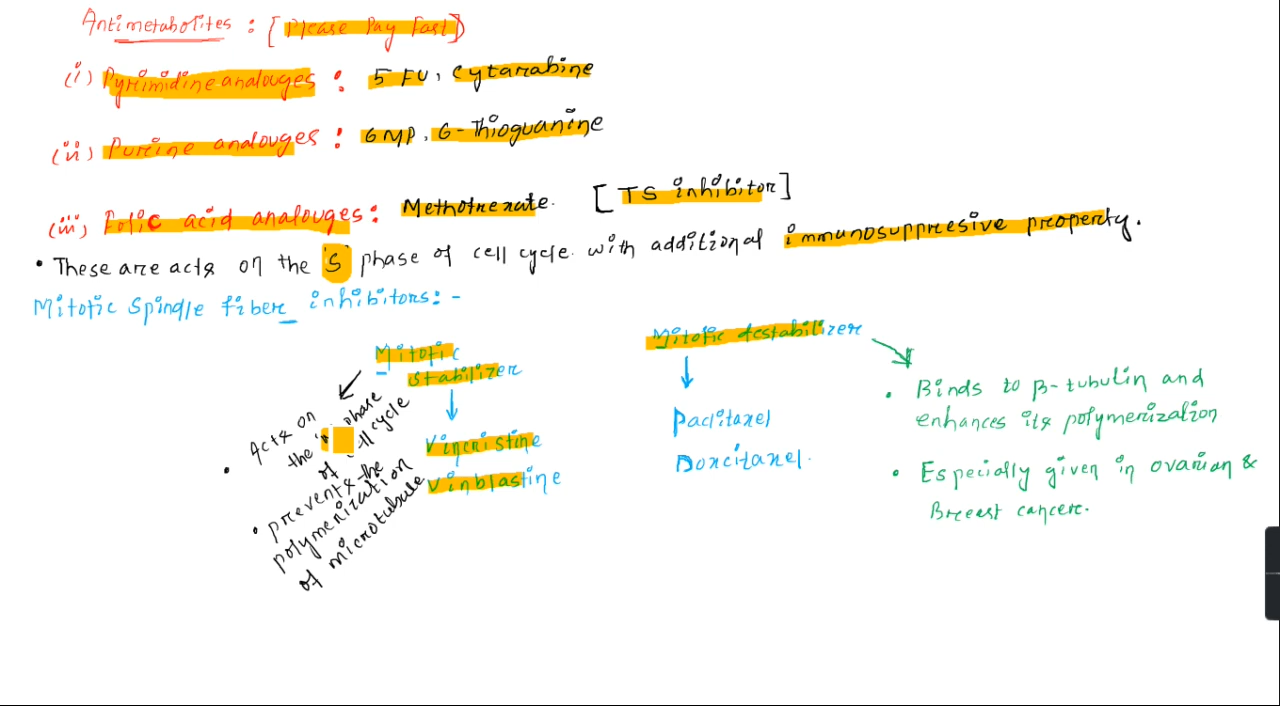 Antimetabolites : [Please Pay Fast]
(i) Pyrimidine analouges : 5 FU, Cytarabine
(ii) Purine analouges : 6MP, 6-Thioguanine
(iii) Folic acid analouges : Methotrexate. [TS inhibitor]
• These are acts on the S phase of cell cycle with additional immunosuppresive property.
Mitotic spindle fiber inhibitors: -
Mitotic
stabilizer
• Acts on
the phase
of cell cycle
• prevents the
polymerization
of microtubule
Vincristine
Vinblastine
Mitotic destabilizer
Paclitaxel
Doxcitaxel.
• Binds to β-tubulin and
enhances its polymerization
• Especially given in ovarian &
Breast cancer.